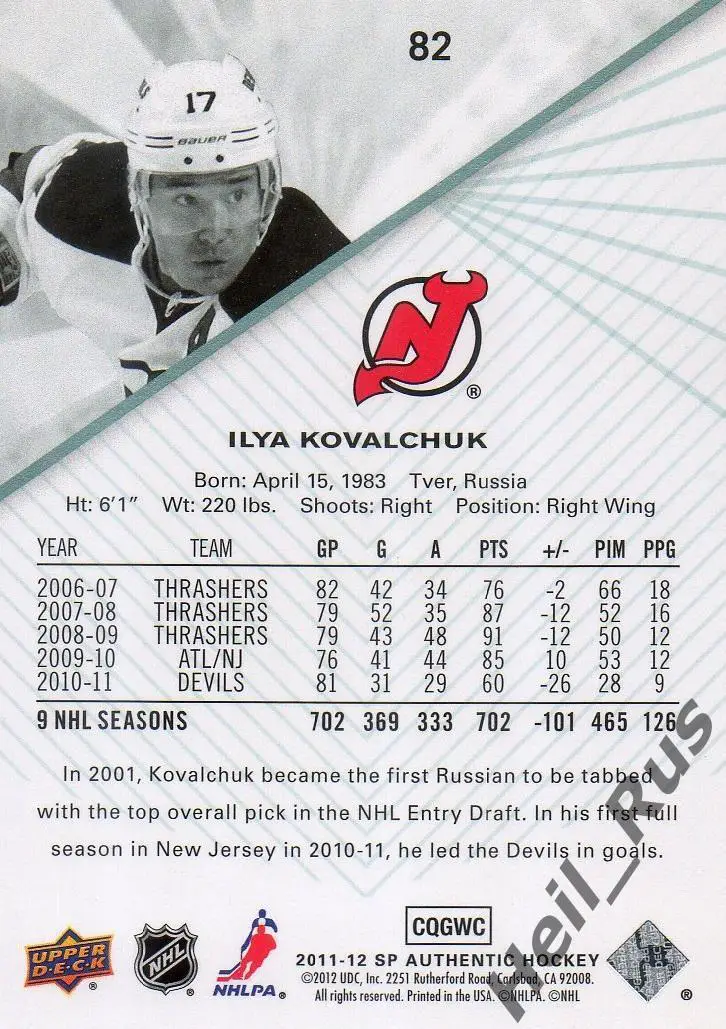 82
17
BAUER
®
ILYA KOVALCHUK
Born: April 15, 1983 Tver, Russia
Ht: 6'1" Wt: 220 lbs. Shoots: Right Position: Right Wing
YEAR TEAM GP G A PTS +/- PIM PPG
2006-07 THRASHERS 82 42 34 76 -2 66 18
2007-08 THRASHERS 79 52 35 87 -12 52 16
2008-09 THRASHERS 79 43 48 91 -12 50 12
2009-10 ATL/NJ 76 41 44 85 10 53 12
2010-11 DEVILS 81 31 29 60 -26 28 9
9 NHL SEASONS 702 369 333 702 -101 465 126
In 2001, Kovalchuk became the first Russian to be tabbed
with the top overall pick in the NHL Entry Draft. In his first full
season in New Jersey in 2010-11, he led the Devils in goals.
CQGWC
UPPER DECK ® NHL ® NHLPA ®
2011-12 SP AUTHENTIC HOCKEY
©2012 UDC, Inc. 2251 Rutherford Road, Carlsbad, CA 92008.
All rights reserved. Printed in the USA. ©NHLPA. ©NHL
®
Heil_Rus